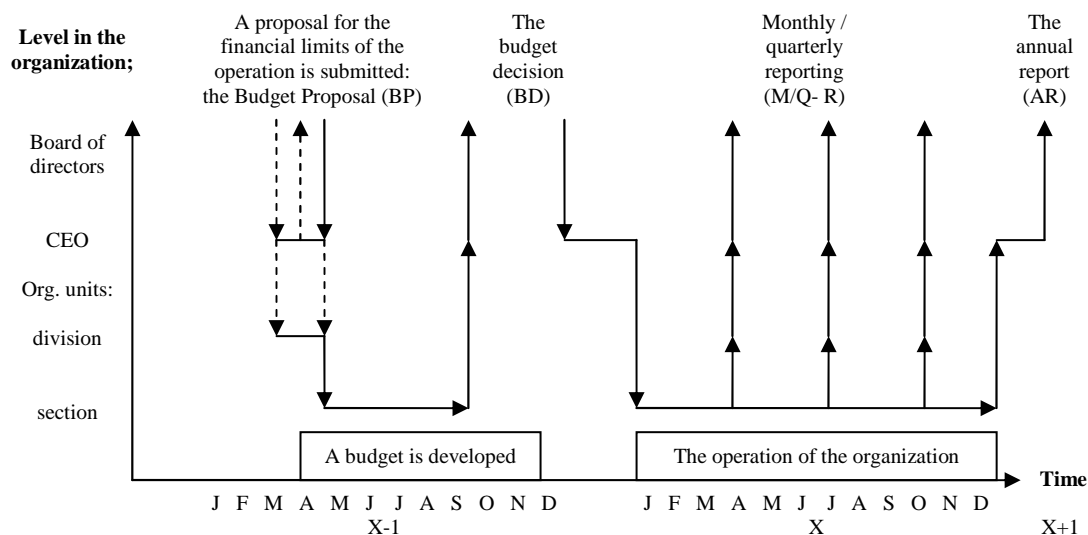 Level in the
organization;
A proposal for the
financial limits of the
operation is submitted:
the Budget Proposal (BP)
The
budget
decision
(BD)
Monthly /
quarterly
reporting
(M/Q- R)
The
annual
report
(AR)
Board of
directors
CEO
Org. units:
division
section
A budget is developed
The operation of the organization
Time
J F M A M J J A S O N D
J F M A M J J A S O N D
X-1
X
X+1